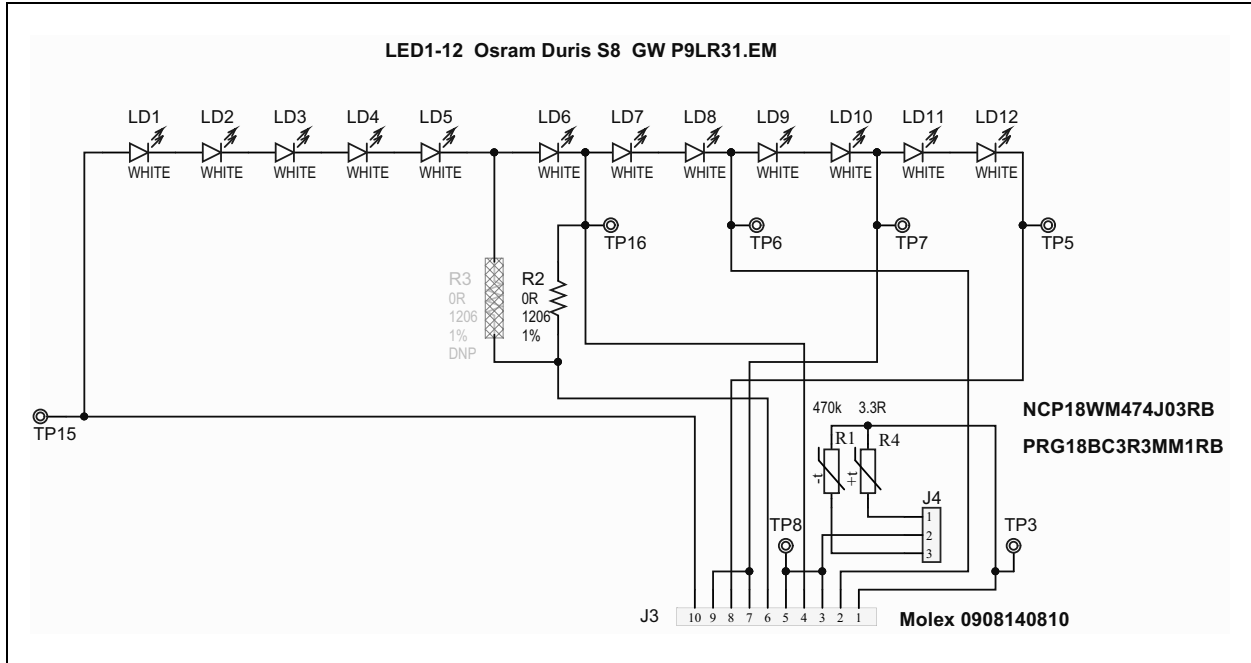 LED1-12 Osram Duris S8 GW P9LR31.EM
LD1 LD2 LD3 LD4 LD5 LD6 LD7 LD8 LD9 LD10 LD11 LD12
WHITE WHITE WHITE WHITE WHITE WHITE WHITE WHITE WHITE WHITE WHITE WHITE
TP16 TP6 TP7 TP5
R3 R2
0R 0R
1206 1206
1% 1%
DNP
TP15
470k 3.3R
NCP18WM474J03RB
R1 R4
PRG18BC3R3MM1RB
-t +t
J4
1
2
3
TP8 TP3
J3 10 9 8 7 6 5 4 3 2 1 Molex 0908140810